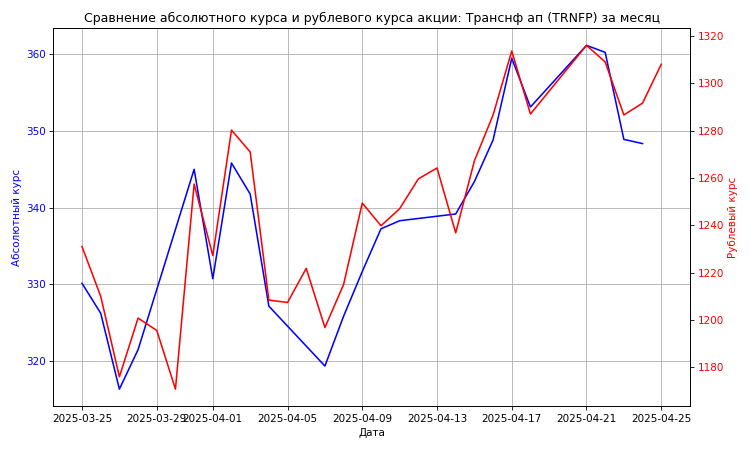 Сравнение абсолютного курса и рублевого курса акции: Транснф ап (TRNFP) за месяц
Абсолютный курс
360
350
340
330
320
1320
1300
1280
1260
1240
1220
1200
1180
Рублевый курс
2025-03-25 2025-03-29 2025-04-01 2025-04-05 2025-04-09 2025-04-13 2025-04-17 2025-04-21 2025-04-25
Дата